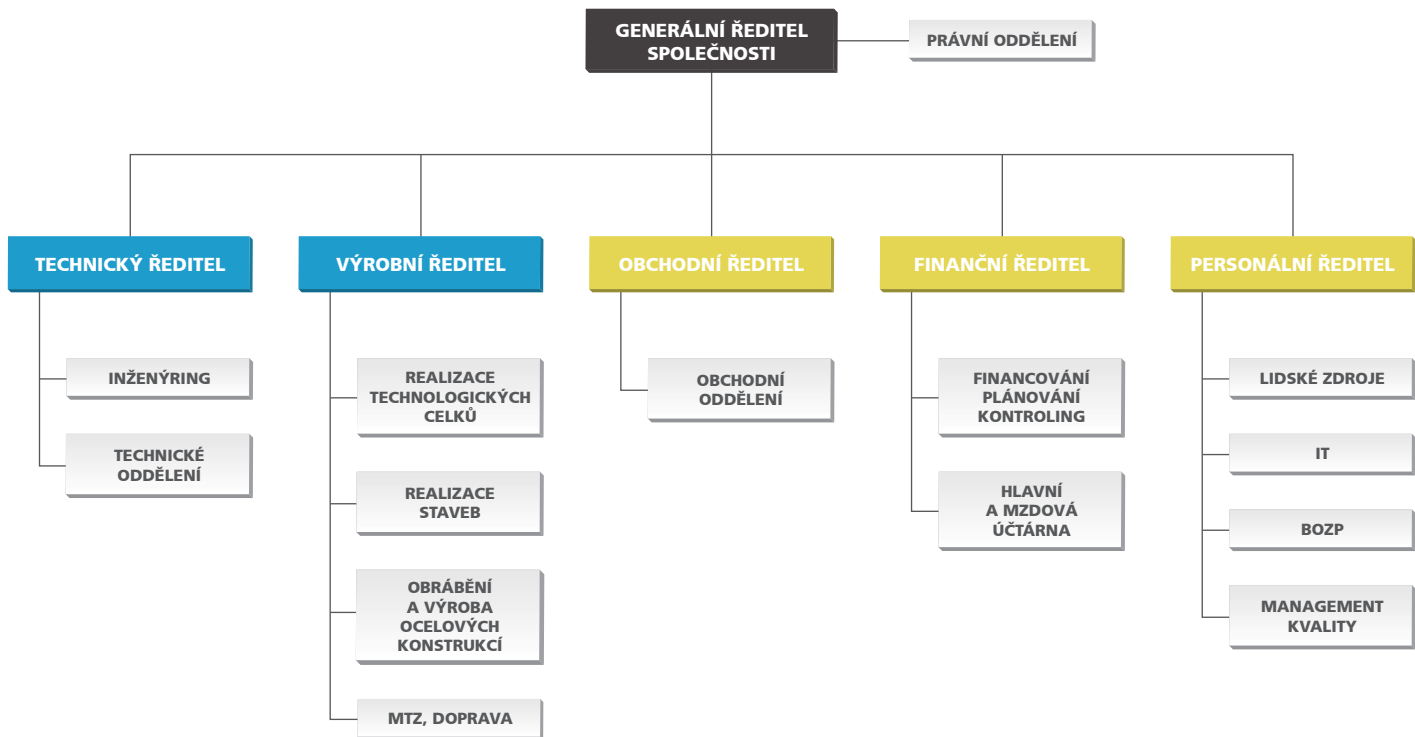 GENERÁLNÍ ŘEDITEL
SPOLEČNOSTI
PRÁVNÍ ODDĚLENÍ
TECHNICKÝ ŘEDITEL
VÝROBNÍ ŘEDITEL
OBCHODNÍ ŘEDITEL
FINANČNÍ ŘEDITEL
PERSONÁLNÍ ŘEDITEL
INŽENÝRING
TECHNICKÉ
ODDĚLENÍ
REALIZACE
TECHNOLOGICKÝCH
CELKŮ
REALIZACE
STAVEB
OBRÁBĚNÍ
A VÝROBA
OCELOVÝCH
KONSTRUKCÍ
MTZ, DOPRAVA
OBCHODNÍ
ODDĚLENÍ
FINANCOVÁNÍ
PLÁNOVÁNÍ
KONTROLING
HLAVNÍ
A MZDOVÁ
ÚČTÁRNA
LIDSKÉ ZDROJE
IT
BOZP
MANAGEMENT
KVALITY